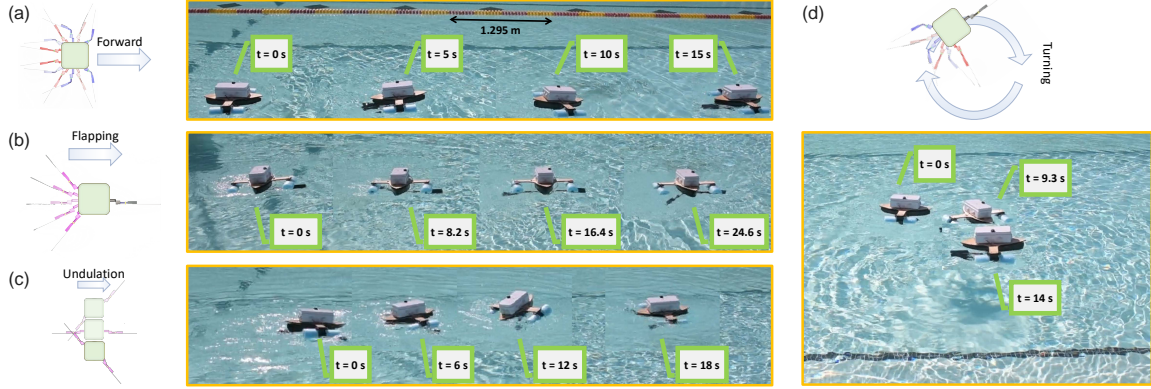 (a)
Forward
1.295 m
t = 0 s
t = 5 s
t = 10 s
t = 15 s
(b)
Flapping
t = 0 s
t = 8.2 s
t = 16.4 s
t = 24.6 s
(c)
Undulation
t = 0 s
t = 6 s
t = 12 s
t = 18 s
(d)
Turning
t = 0 s
t = 9.3 s
t = 14 s